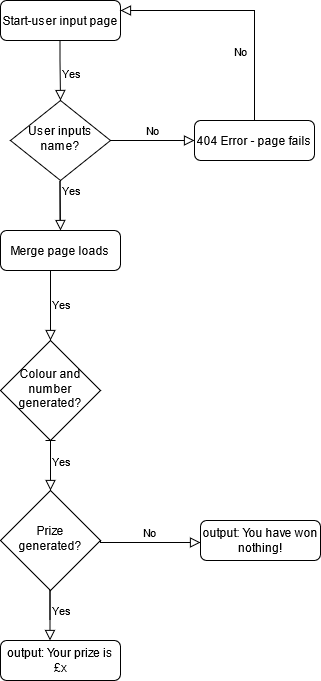 Start-user input page
No
Yes
User inputs
name?
No
404 Error - page fails
Yes
Merge page loads
Yes
Colour and
number
generated?
Yes
Prize
generated?
No
output: You have won
nothing!
Yes
output: Your prize is
£x